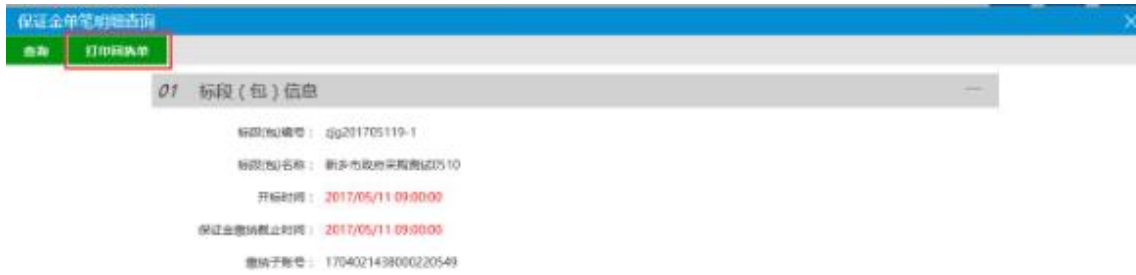 保证金单笔明细查询
查询 打印回执单
01 标段(包)信息
标段(包)编号: zjg201705119-1
标段(包)名称: 新乡市政府采购测试0510
开标时间: 2017/05/11 09:00:00
保证金缴纳截止时间: 2017/05/11 09:00:00
缴纳子账号: 1704021438000220549